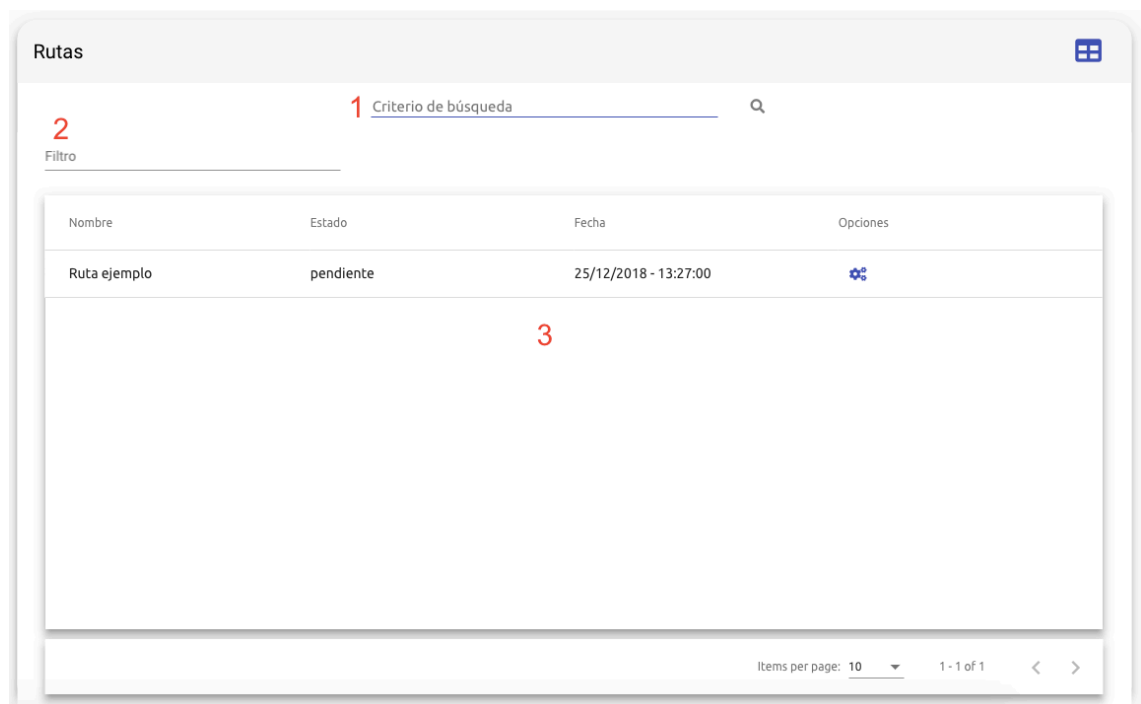 Rutas
1 Criterio de búsqueda
2
Filtro
Nombre Estado Fecha Opciones
Ruta ejemplo pendiente 25/12/2018 - 13:27:00
3
Items per page: 10 1 - 1 of 1